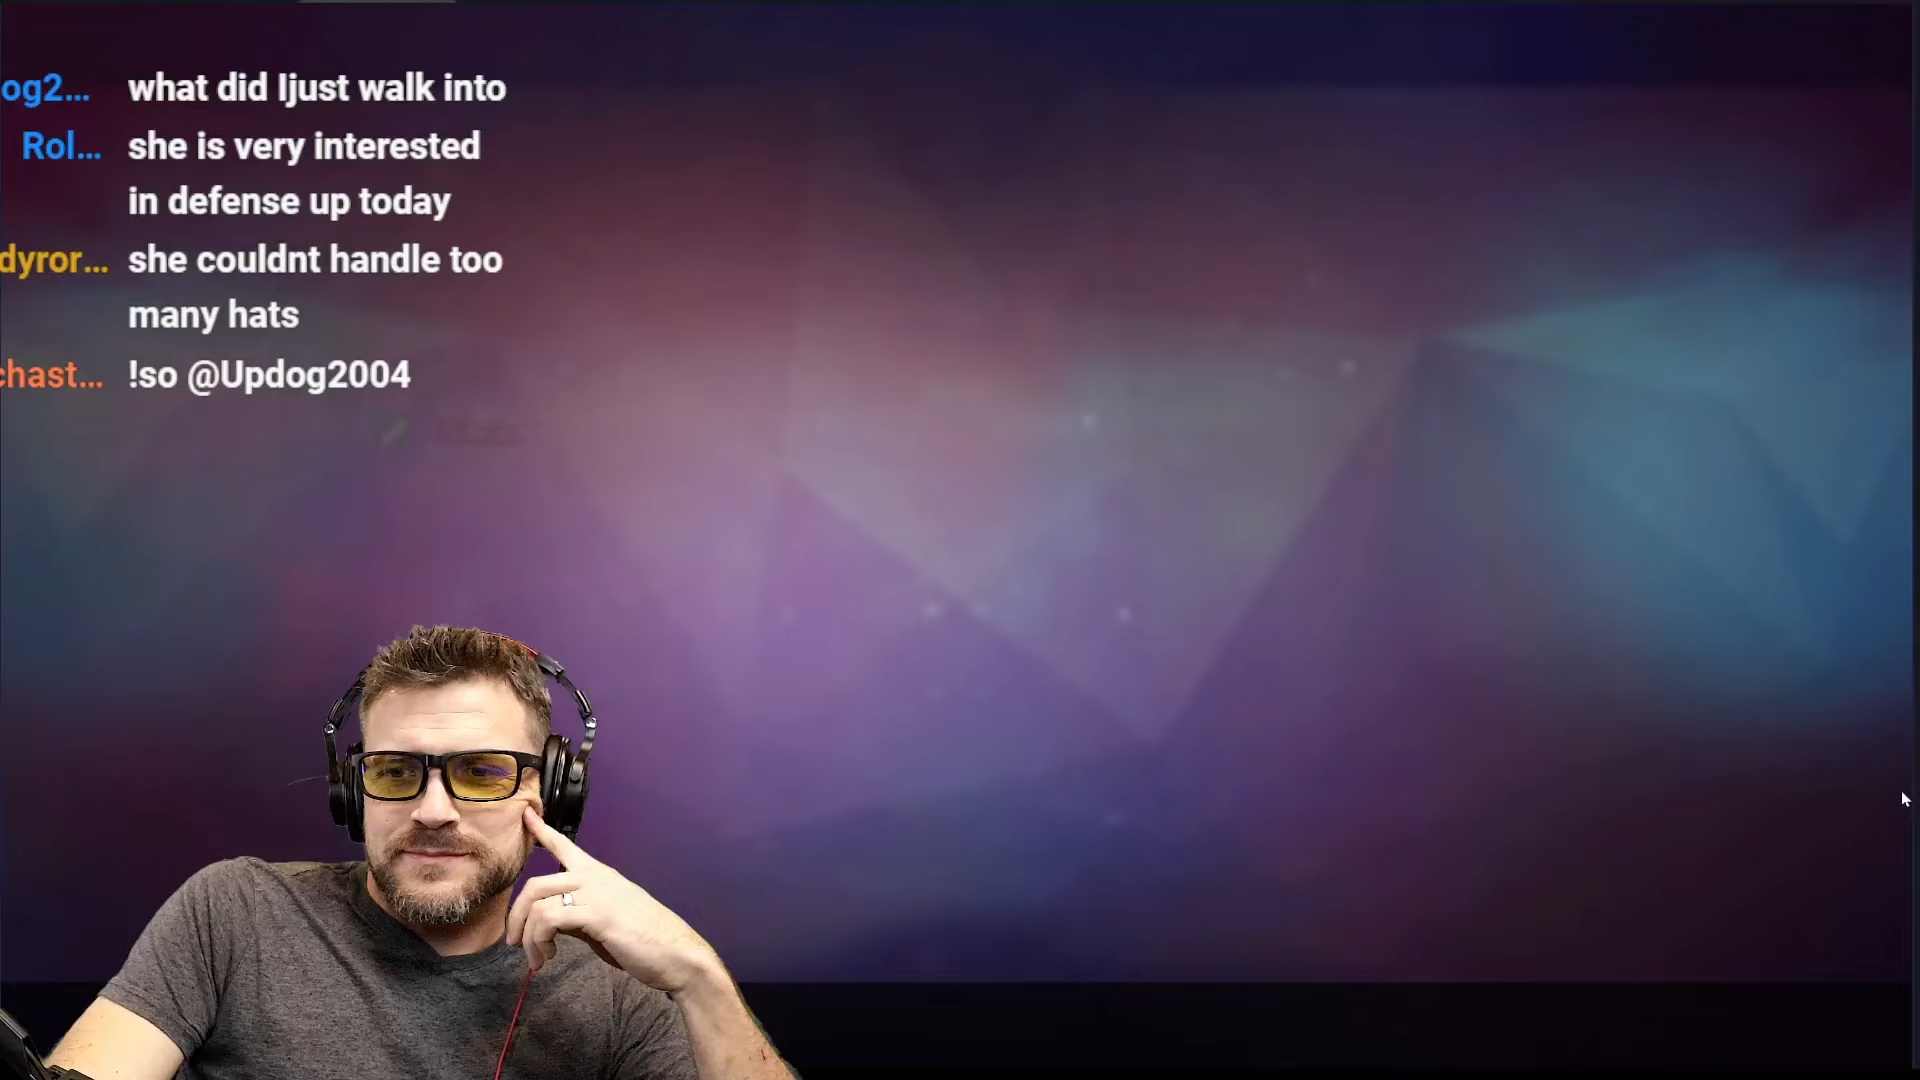 og2... what did Ijust walk into
Rol... she is very interested
in defense up today
dyror... she couldnt handle too
many hats
chast... !so @Updog2004